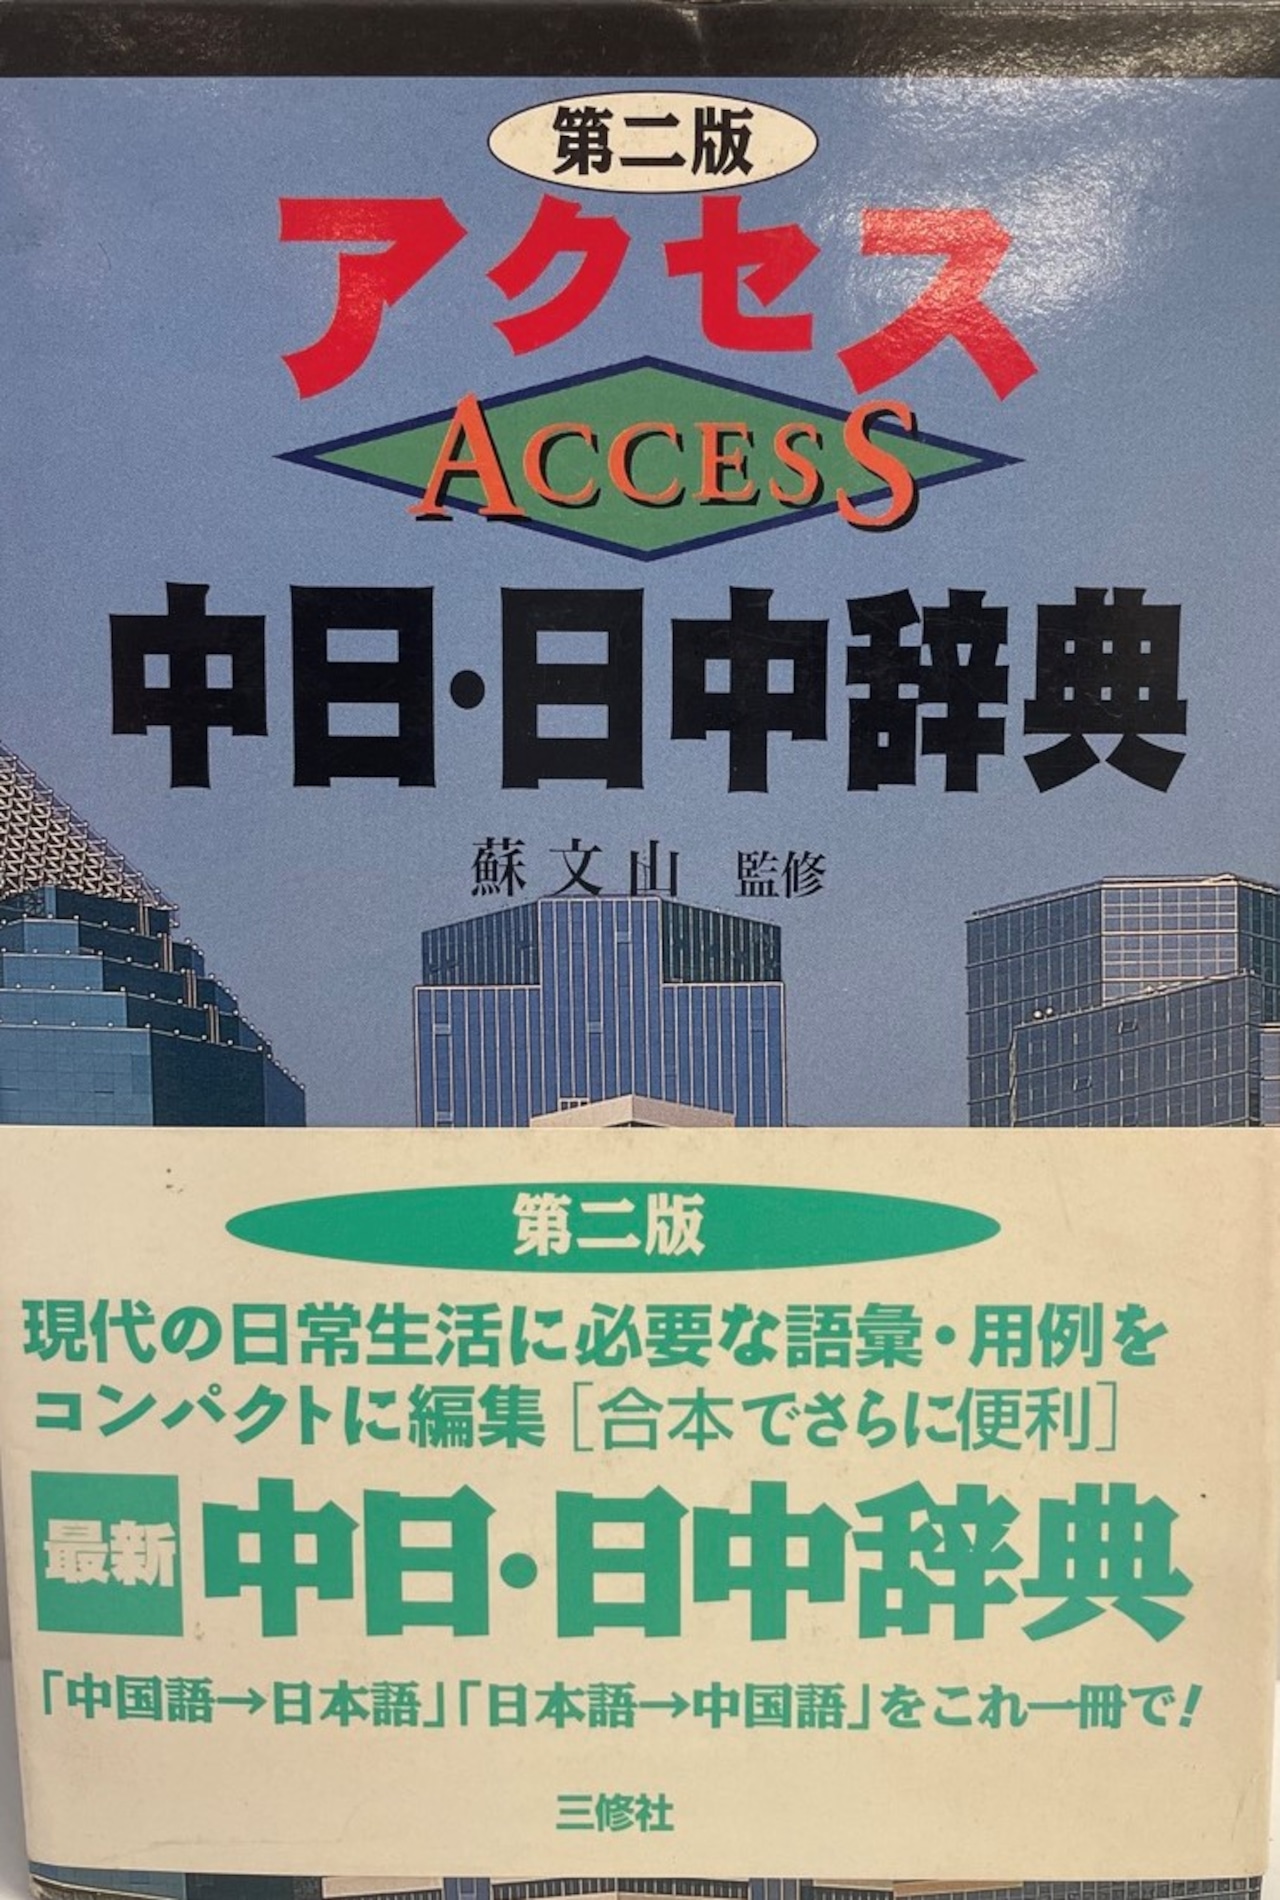 第二版
アクセス
ACCESS
中日・日中辞典
蘇文山 監修
第二版
現代の日常生活に必要な語彙・用例を
コンパクトに編集［合本でさらに便利］
最新 中日・日中辞典
「中国語→日本語」「日本語→中国語」をこれ一冊で!
三修社